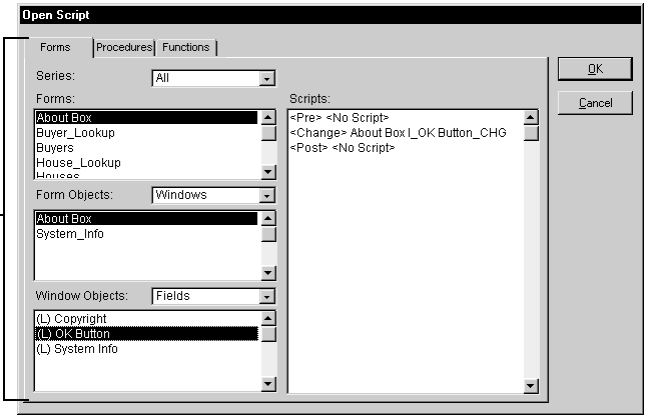 Open Script
Forms
Procedures
Functions
OK
Cancel
Series:
All
Forms:
About Box
Buyer_Lookup
Buyers
House_Lookup
Houses
Form Objects:
Windows
About Box
System_Info
Window Objects:
Fields
(L) Copyright
(L) OK Button
(L) System Info
Scripts:
<Pre> <No Script>
<Change> About Box l_OK Button_CHG
<Post> <No Script>